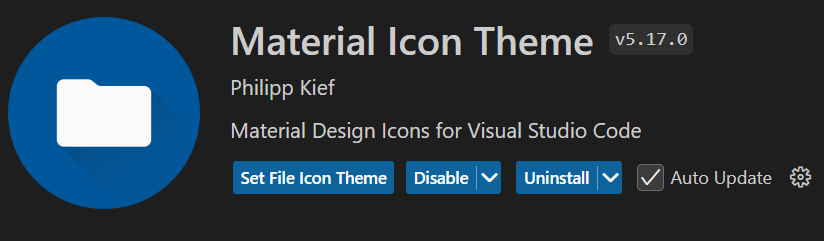 Material Icon Theme v5.17.0
Philipp Kief
Material Design Icons for Visual Studio Code
Set File Icon Theme Disable Uninstall Auto Update